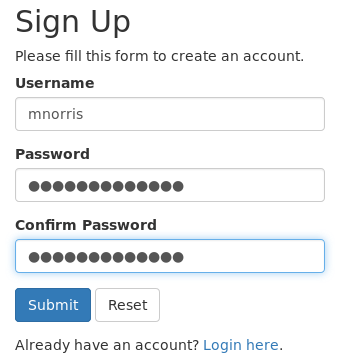 Sign Up
Please fill this form to create an account.
Username
mnorris
Password
●●●●●●●●●●●●●
Confirm Password
●●●●●●●●●●●●●
Submit Reset
Already have an account? Login here.